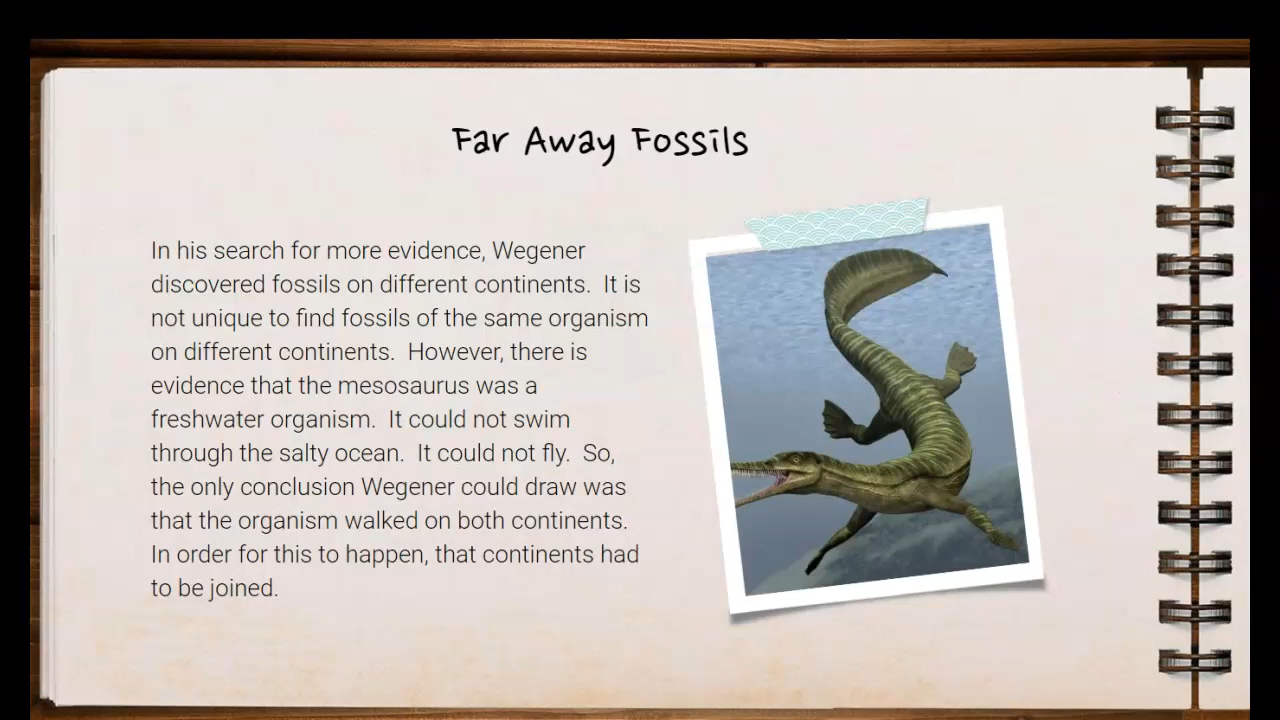 Far Away Fossils
In his search for more evidence, Wegener
discovered fossils on different continents.  It is
not unique to find fossils of the same organism
on different continents.  However, there is
evidence that the mesosaurus was a
freshwater organism.  It could not swim
through the salty ocean.  It could not fly.  So,
the only conclusion Wegener could draw was
that the organism walked on both continents.
In order for this to happen, that continents had
to be joined.